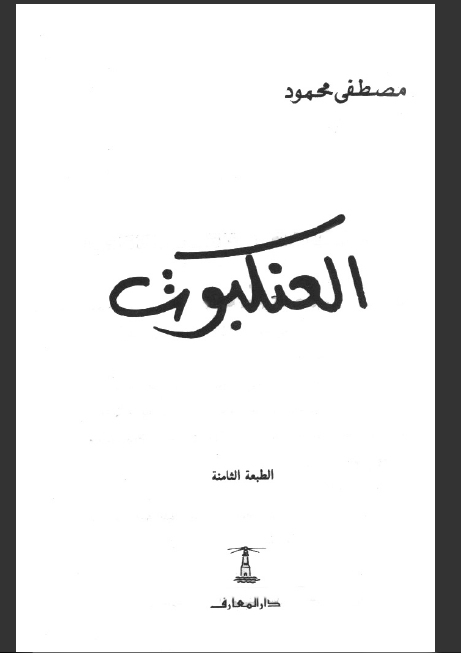 مصطفى محمود
العنكبوت
الطبعة الثامنة
دار المعارف